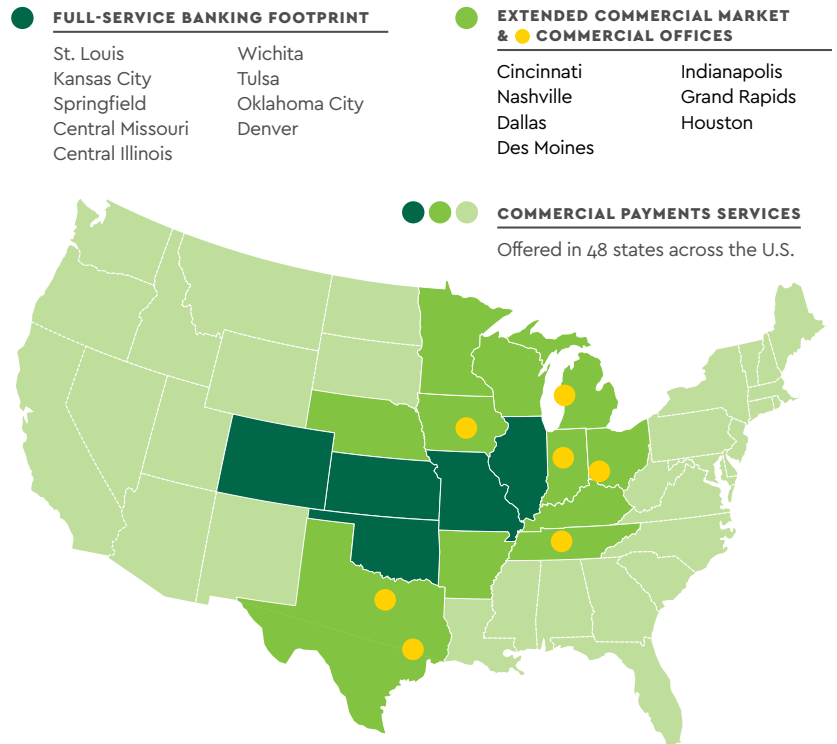 FULL-SERVICE BANKING FOOTPRINT
St. Louis
Kansas City
Springfield
Central Missouri
Central Illinois
Wichita
Tulsa
Oklahoma City
Denver
EXTENDED COMMERCIAL MARKET
& COMMERCIAL OFFICES
Cincinnati
Nashville
Dallas
Des Moines
Indianapolis
Grand Rapids
Houston
COMMERCIAL PAYMENTS SERVICES
Offered in 48 states across the U.S.